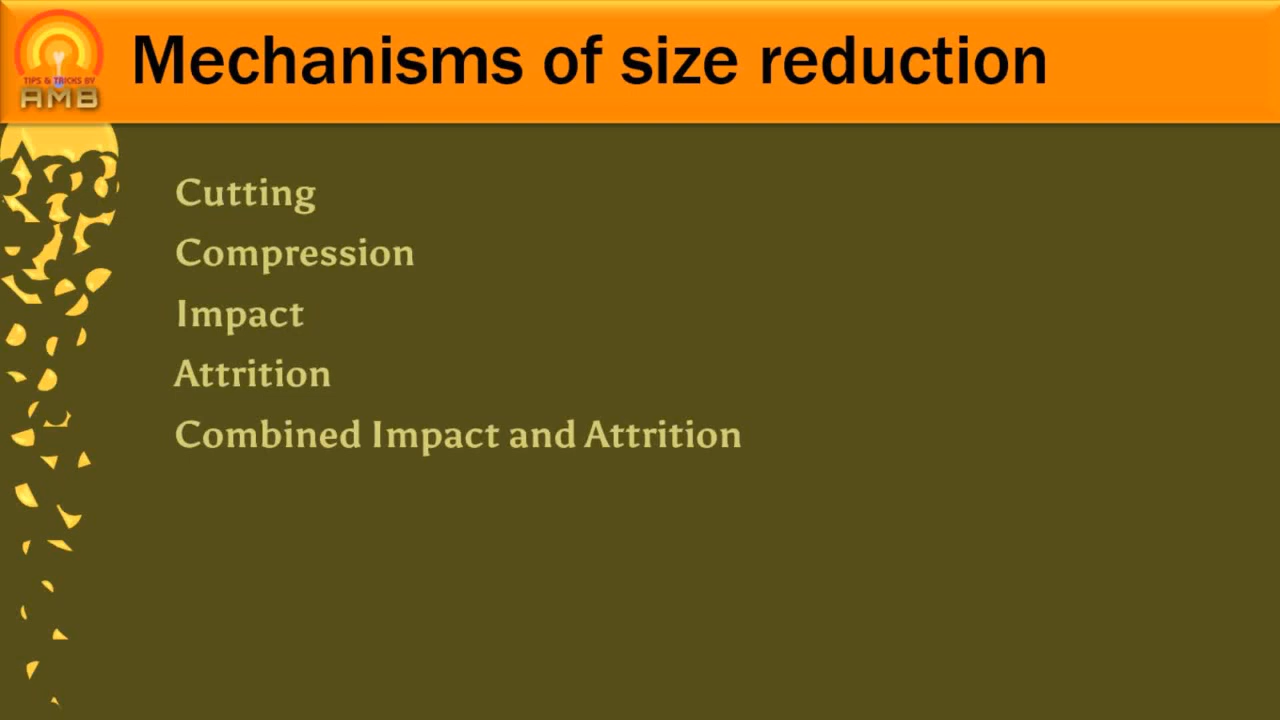 Mechanisms of size reduction
TIPS & TRICKS BY
AMB
Cutting
Compression
Impact
Attrition
Combined Impact and Attrition